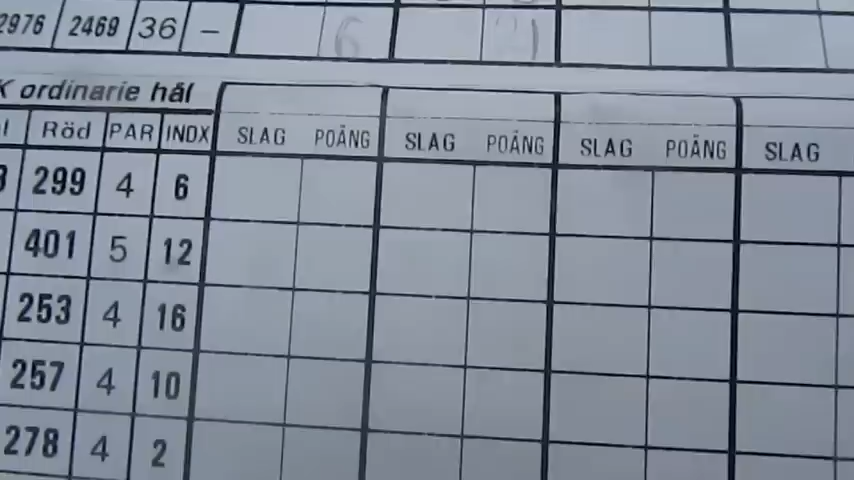 2976 2469 36 – 6 21
K ordinarie hål
Röd PAR INDX SLAG POÄNG SLAG POÄNG SLAG POÄNG SLAG
299 4 6
401 5 12
253 4 16
257 4 10
278 4 2